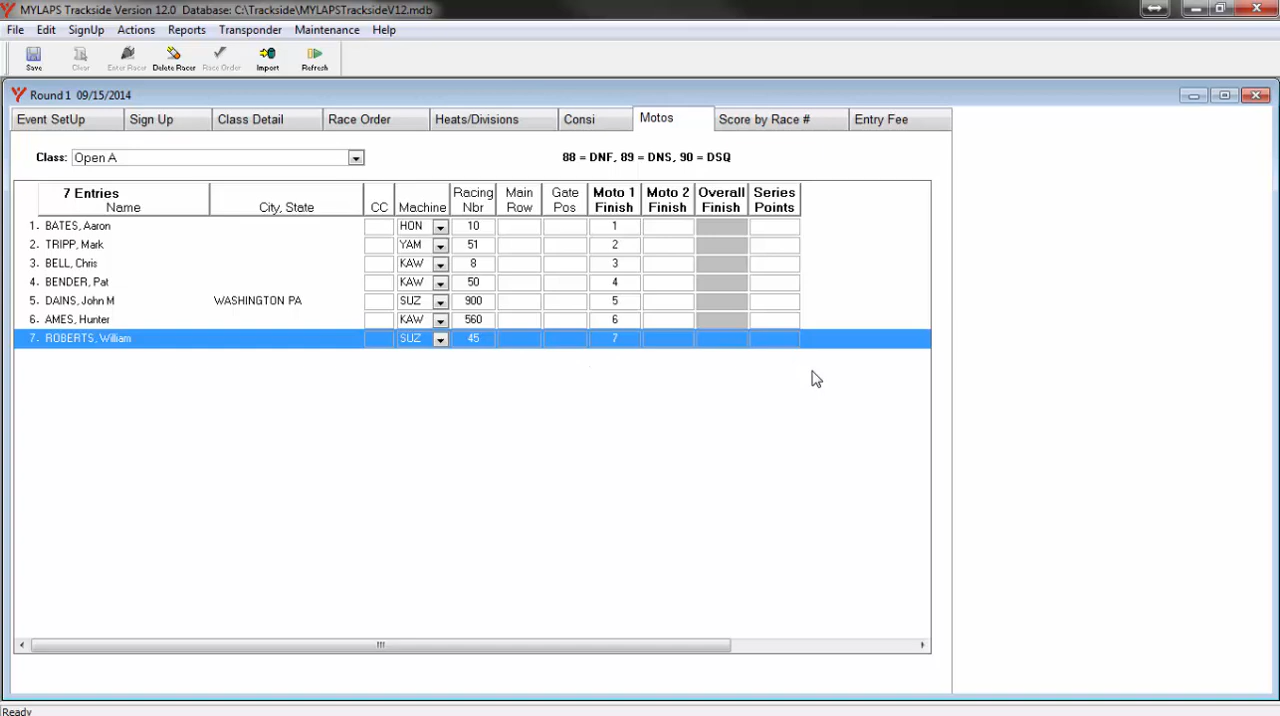 MYLAPS Trackside Version 12.0 Database: C:\Trackside\MYLAPSTracksideV12.mdb
File Edit SignUp Actions Reports Transponder Maintenance Help
Save Clear Enter Racer Delete Racer Race Order Import Refresh
Round 1 09/15/2014
Event SetUp Sign Up Class Detail Race Order Heats/Divisions Consi Motos Score by Race # Entry Fee
Class: Open A 88 = DNF, 89 = DNS, 90 = DSQ
7 Entries Racing Main Gate Moto 1 Moto 2 Overall Series
Name City, State CC Machine Nbr Row Pos Finish Finish Finish Points
1. BATES, Aaron HON 10 1
2. TRIPP, Mark YAM 51 2
3. BELL, Chris KAW 8 3
4. BENDER, Pat KAW 50 4
5. DAINS, John M WASHINGTON PA SUZ 900 5
6. AMES, Hunter KAW 560 6
7. ROBERTS, William SUZ 45 7
Ready